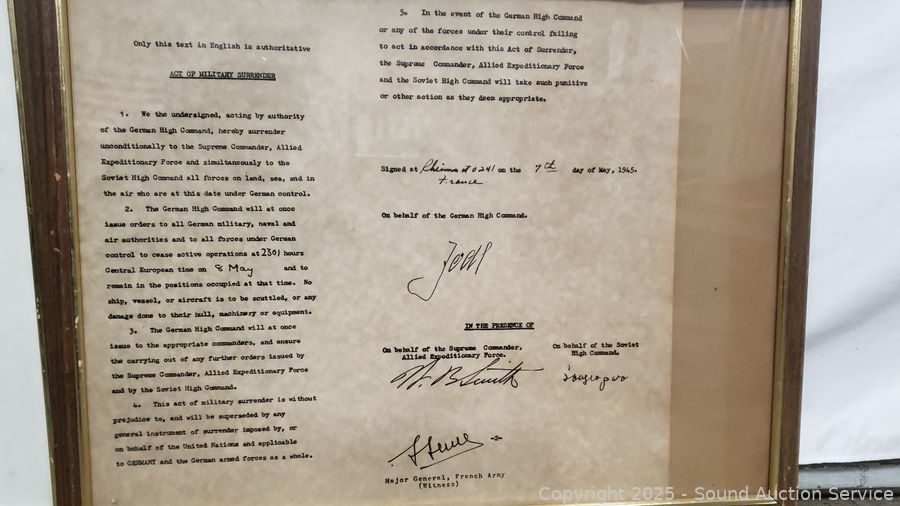 Only this text in English is authoritative
ACT OF MILITARY SURRENDER
1. We the undersigned, acting by authority
of the German High Command, hereby surrender
unconditionally to the Supreme Commander, Allied
Expeditionary Force and simultaneously to the
Soviet High Command all forces on land, sea, and in
the air who are at this date under German control.
2. The German High Command will at once
issue orders to all German military, naval and
air authorities and to all forces under German
control to cease active operations at 2301 hours
Central European time on 8 May and to
remain in the positions occupied at that time. No
ship, vessel, or aircraft is to be scuttled, or any
damage done to their hull, machinery or equipment.
3. The German High Command will at once
issue to the appropriate commanders, and ensure
the carrying out of any further orders issued by
the Supreme Commander, Allied Expeditionary Force
and by the Soviet High Command.
4. This act of military surrender is without
prejudice to, and will be superseded by any
general instrument of surrender imposed by, or
on behalf of the United Nations and applicable
to GERMANY and the German armed forces as a whole.
5. In the event of the German High Command
or any of the forces under their control failing
to act in accordance with this Act of Surrender,
the Supreme Commander, Allied Expeditionary Force
and the Soviet High Command will take such punitive
or other action as they deem appropriate.
Signed at Rheims at 0241 on the 7th day of May, 1945.
France
On behalf of the German High Command.
Jodl
IN THE PRESENCE OF
On behalf of the Supreme Commander,
Allied Expeditionary Force.
W. B. Smith
On behalf of the Soviet
High Command.
-2-
Major General, French Army
(Witness)
Copyright 2025 - Sound Auction Service